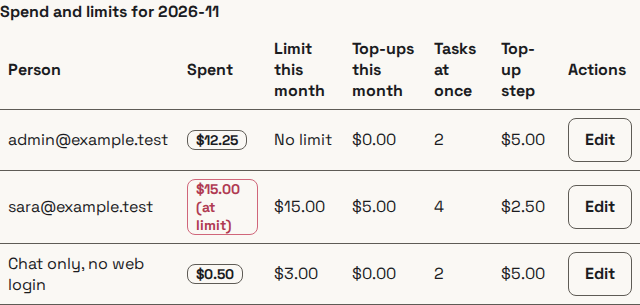 Spend and limits for 2026-11
Person Spent Limit this month Top-ups this month Tasks at once Top-up step Actions
admin@example.test $12.25 No limit $0.00 2 $5.00 Edit
sara@example.test $15.00 (at limit) $15.00 $5.00 4 $2.50 Edit
Chat only, no web login $0.50 $3.00 $0.00 2 $5.00 Edit